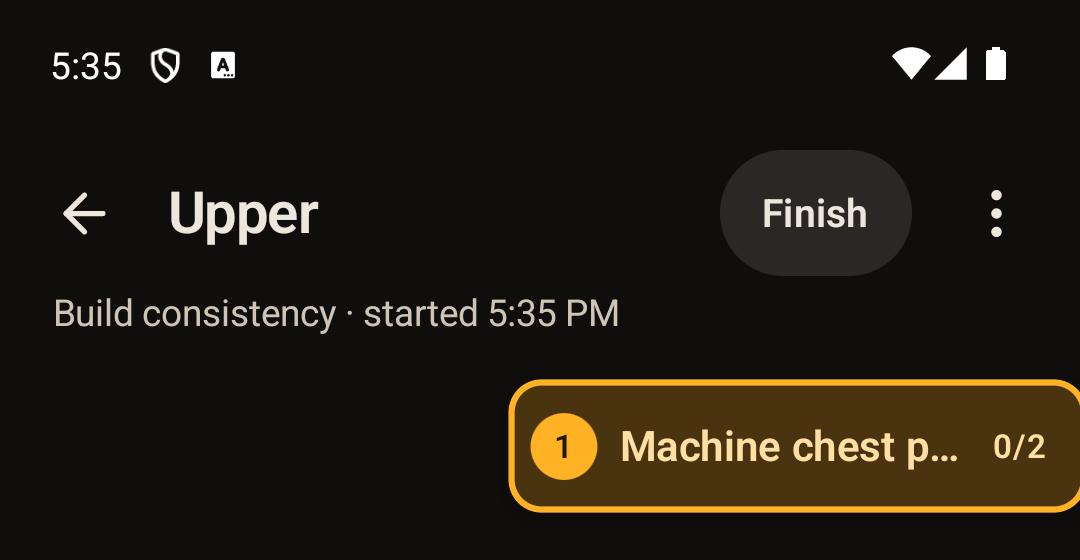 5:35
Upper
Finish
Build consistency · started 5:35 PM
1 Machine chest p... 0/2